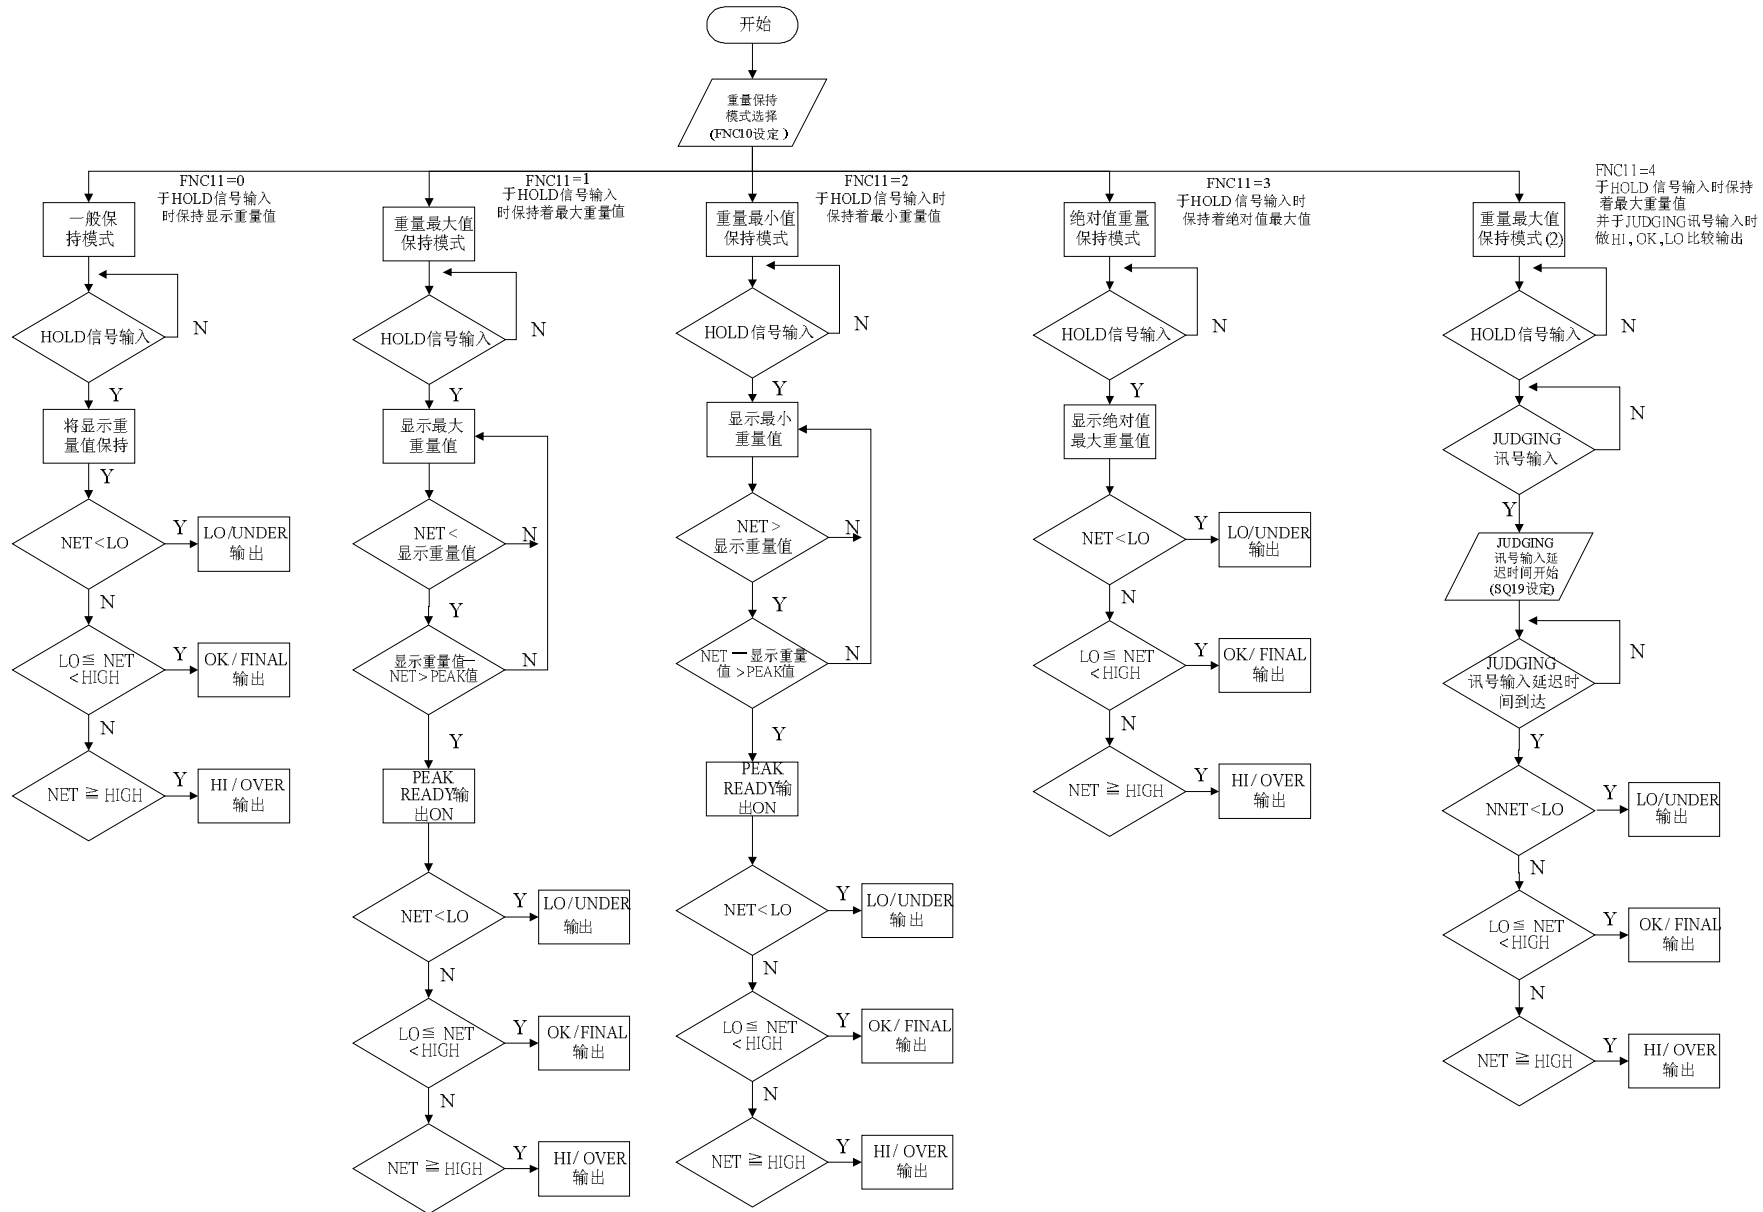 开始
重量保持
模式选择
(FNC10设定 )
FNC11=0
于HOLD信号输入
时保持显示重量值
一般保
持模式
HOLD信号输入
N
Y
将显示重
量值保持
Y
NET<LO
Y
LO/UNDER
输出
N
LO≦ NET
<HIGH
Y
OK/FINAL
输出
N
NET ≧ HIGH
Y
HI/OVER
输出
FNC11=1
于HOLD信号输入
时保持着最大重量值
重量最大值
保持模式
HOLD信号输入
N
Y
显示最大
重量值
NET<
显示重量值
N
Y
显示重量值—
NET>PEAK值
N
Y
PEAK
READY输
出ON
NET<LO
Y
LO/UNDER
输出
N
LO≦ NET
<HIGH
Y
OK/FINAL
输出
N
NET ≧ HIGH
Y
HI/ OVER
输出
FNC11=2
于HOLD信号输入时
保持着最小重量值
重量最小值
保持模式
HOLD信号输入
N
Y
显示最小
重量值
NET>
显示重量值
N
Y
NET —显示重量
值 >PEAK值
N
Y
PEAK
READY输
出ON
NET<LO
Y
LO/UNDER
输出
N
LO≦ NET
<HIGH
Y
OK/ FINAL
输出
N
NET ≧ HIGH
Y
HI/ OVER
输出
FNC11=3
于HOLD信号输入时
保持着绝对值最大值
绝对值重量
保持模式
HOLD信号输入
N
Y
显示绝对值
最大重量值
NET<LO
Y
LO/UNDER
输出
N
LO≦ NET
<HIGH
Y
OK/ FINAL
输出
N
NET ≧ HIGH
Y
HI/OVER
输出
FNC11=4
于HOLD 信号输入时保持
着最大重量值
并于JUDGING讯号输入时
做HI , OK ,LO 比较输出
重量最大值
保持模式(2)
HOLD信号输入
N
Y
JUDGING
讯号输入
N
Y
JUDGING
讯号输入延
迟时间开始
(SQ19设定)
JUDGING
讯号输入延迟时
间到达
N
Y
NNET<LO
Y
LO/UNDER
输出
N
LO≦ NET
<HIGH
Y
OK/ FINAL
输出
N
NET ≧ HIGH
Y
HI/ OVER
输出